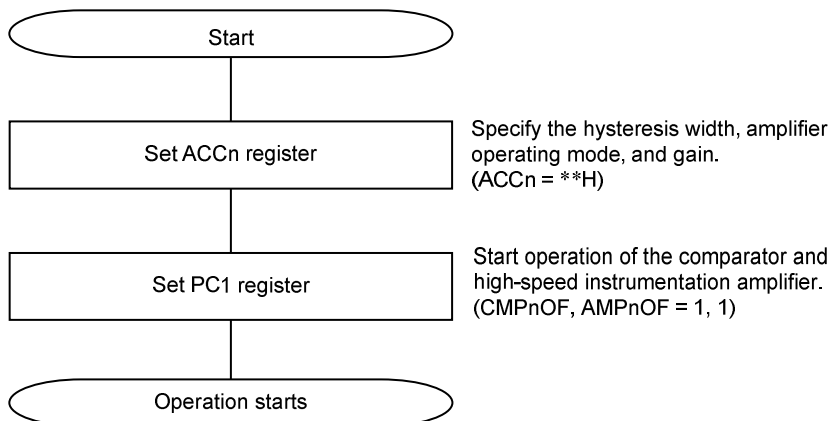 Start
Set ACCn register
Specify the hysteresis width, amplifier
operating mode, and gain.
(ACCn = **H)
Set PC1 register
Start operation of the comparator and
high-speed instrumentation amplifier.
(CMPnOF, AMPnOF = 1, 1)
Operation starts